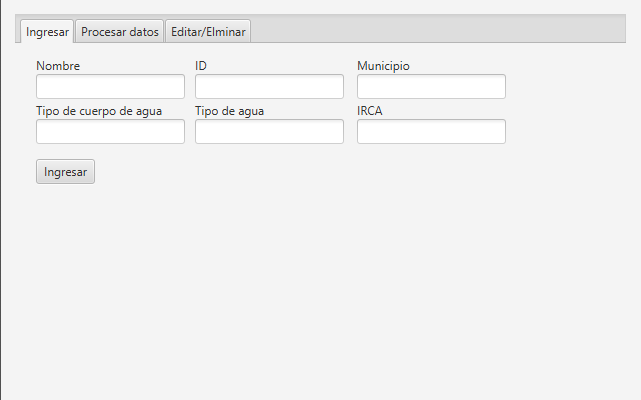 Ingresar Procesar datos Editar/Elminar
Nombre ID Municipio
Tipo de cuerpo de agua Tipo de agua IRCA
Ingresar